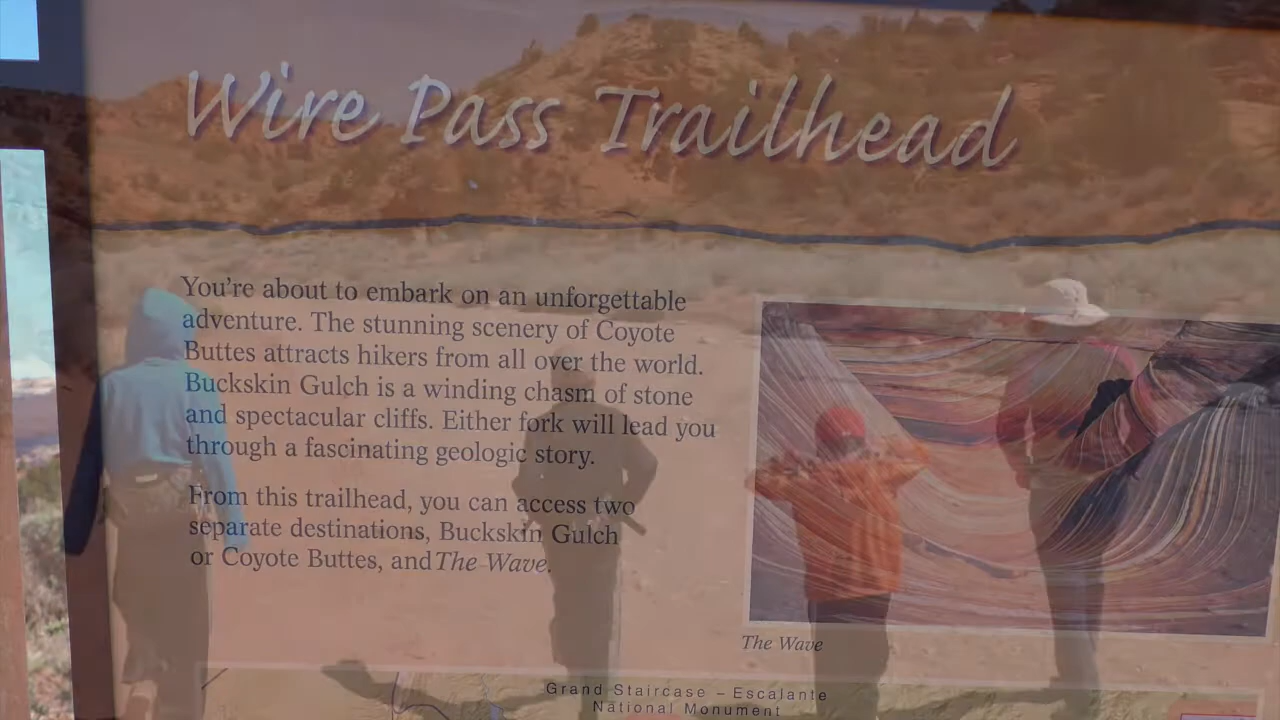 Wire Pass Trailhead
You're about to embark on an unforgettable
adventure. The stunning scenery of Coyote
Buttes attracts hikers from all over the world.
Buckskin Gulch is a winding chasm of stone
and spectacular cliffs. Either fork will lead you
through a fascinating geologic story.
From this trailhead, you can access two
separate destinations, Buckskin Gulch
or Coyote Buttes, and The Wave.
The Wave
Grand Staircase – Escalante
National Monument